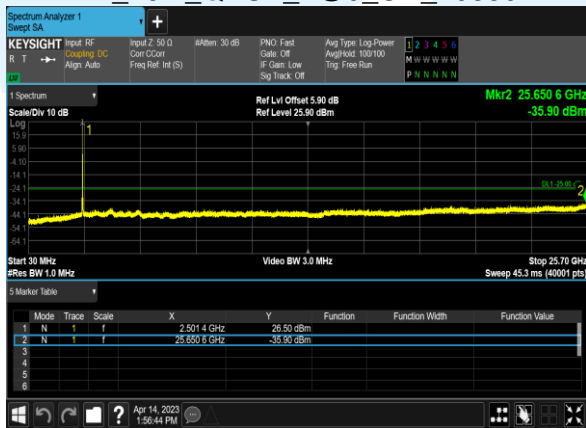 Spectrum Analyzer 1
Swept SA
KEYSIGHT Input: RF Input Z: 50 Ω #Atten: 30 dB PNO: Fast Avg Type: Log-Power 1 2 3 4 5 6
R T Coupling: DC Corr CCorr Gate: Off Avg|Hold: 100/100 M W W W W W
Align: Auto Freq Ref: Int (S) IF Gain: Low Trig: Free Run
Sig Track: Off P N N N N N
LU
1 Spectrum Ref Lvl Offset 5.90 dB Mkr2 25.650 6 GHz
Scale/Div 10 dB Ref Level 25.90 dBm -35.90 dBm
Log
1
15.9
5.90
-4.10
-14.1
-24.1 DL1 -25.00
2
-34.1
-44.1
-54.1
-64.1
Start 30 MHz Video BW 3.0 MHz Stop 25.70 GHz
#Res BW 1.0 MHz Sweep 45.3 ms (40001 pts)
5 Marker Table
Mode Trace Scale X Y Function Function Width Function Value
1 N 1 f 2.501 4 GHz 26.50 dBm
2 N 1 f 25.650 6 GHz -35.90 dBm
3
4
5
6
? Apr 14, 2023
1:56:44 PM